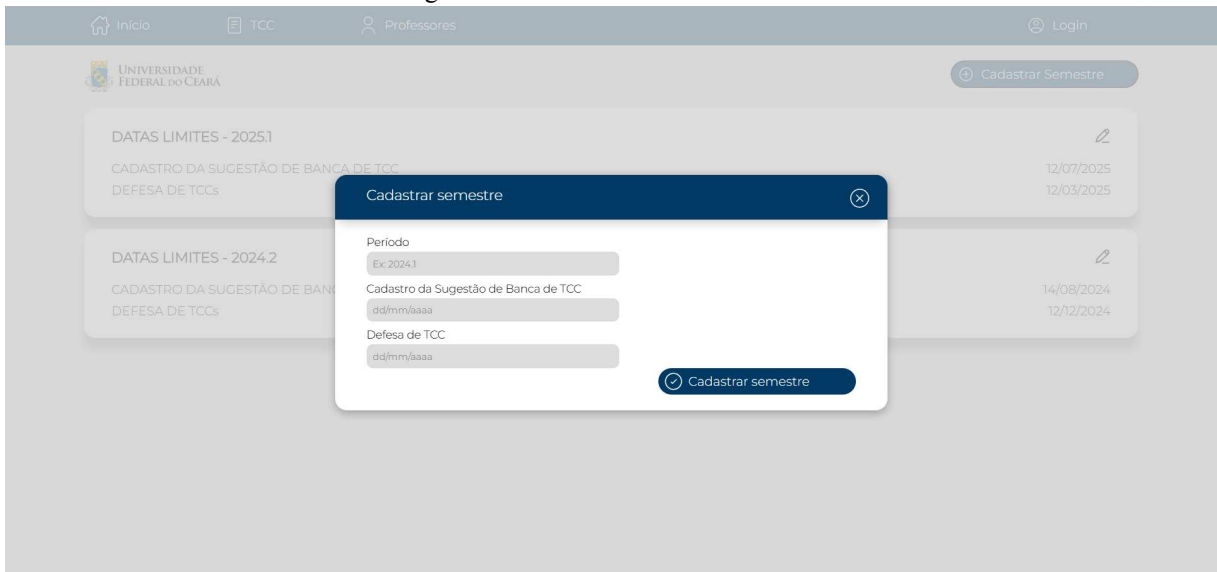 Início TCC Professores Login
UNIVERSIDADE
FEDERAL DO CEARÁ
Cadastrar Semestre
DATAS LIMITES - 2025.1
CADASTRO DA SUGESTÃO DE BANCA DE TCC 12/07/2025
DEFESA DE TCCs 12/03/2025
Cadastrar semestre
Período
Ex: 2024.1
Cadastro da Sugestão de Banca de TCC
dd/mm/aaaa
Defesa de TCC
dd/mm/aaaa
Cadastrar semestre
DATAS LIMITES - 2024.2
CADASTRO DA SUGESTÃO DE 14/08/2024
DEFESA DE TCCs 12/12/2024